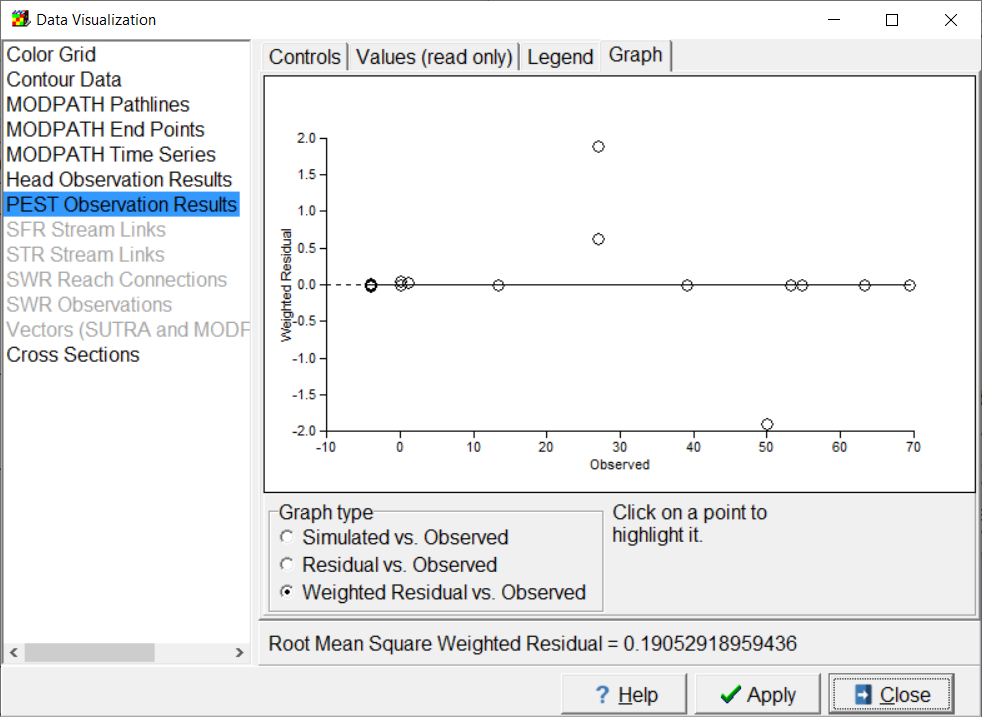 Data Visualization
Color Grid
Contour Data
MODPATH Pathlines
MODPATH End Points
MODPATH Time Series
Head Observation Results
PEST Observation Results
SFR Stream Links
STR Stream Links
SWR Reach Connections
SWR Observations
Vectors (SUTRA and MODF
Cross Sections
Controls
Values (read only)
Legend
Graph
2.0
1.5
1.0
0.5
0.0
-0.5
-1.0
-1.5
-2.0
Weighted Residual
-10
0
10
20
30
40
50
60
70
Observed
Graph type
Simulated vs. Observed
Residual vs. Observed
Weighted Residual vs. Observed
Click on a point to
highlight it.
Root Mean Square Weighted Residual = 0.19052918959436
? Help
Apply
Close